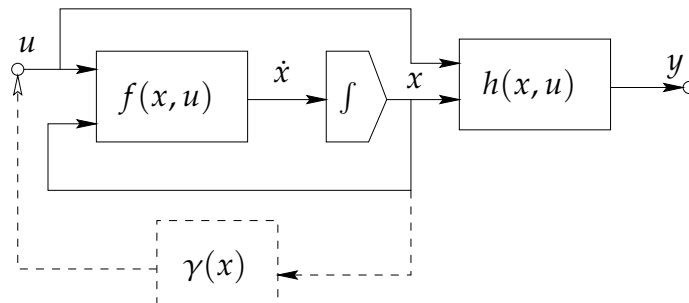 u
f(x, u)
ẋ
∫
x
h(x, u)
y
γ(x)